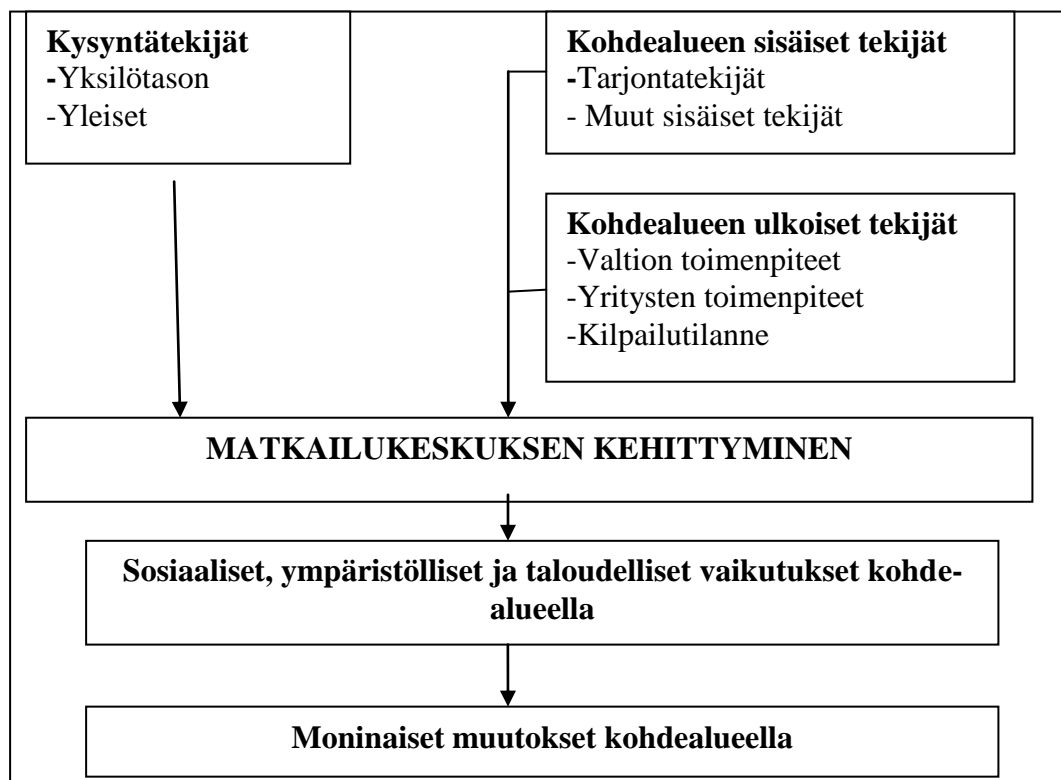 Kysyntätekijät
-Yksilötason
-Yleiset
Kohdealueen sisäiset tekijät
-Tarjontatekijät
- Muut sisäiset tekijät
Kohdealueen ulkoiset tekijät
-Valtion toimenpiteet
-Yritysten toimenpiteet
-Kilpailutilanne
MATKAILUKESKUKSEN KEHITTYMINEN
Sosiaaliset, ympäristölliset ja taloudelliset vaikutukset kohde-
alueella
Moninaiset muutokset kohdealueella